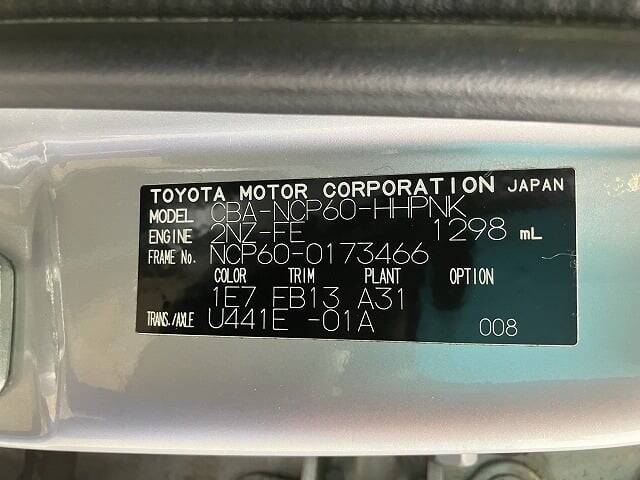 TOYOTA MOTOR CORPORATION JAPAN
MODEL CBA-NCP60-HHPNK
ENGINE 2NZ-FE 1298 mL
FRAME No. NCP60-0173466
COLOR TRIM PLANT OPTION
1E7 FB13 A31
TRANS./AXLE U441E -01A 008